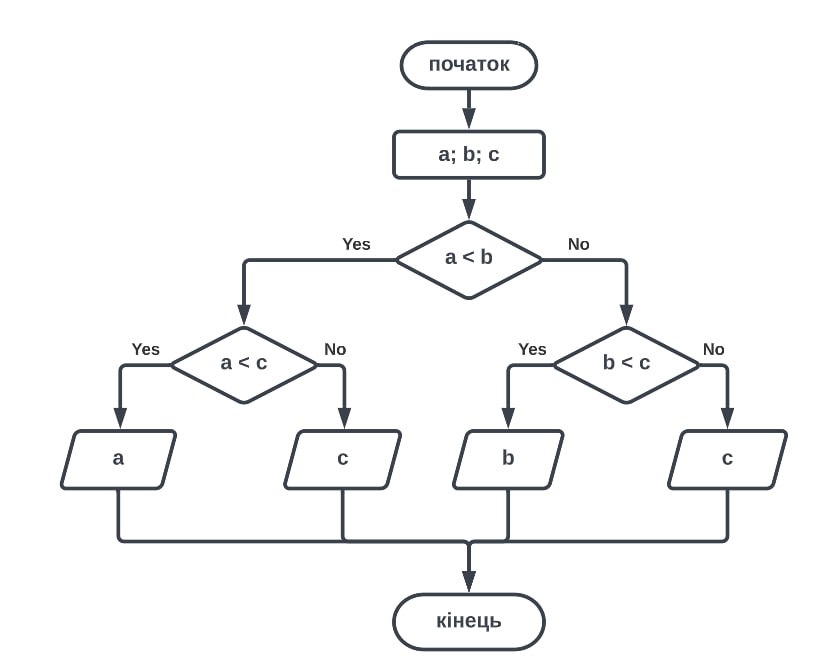 початок
a; b; c
a < b
Yes
No
a < c
Yes
No
b < c
Yes
No
a
c
b
c
кінець